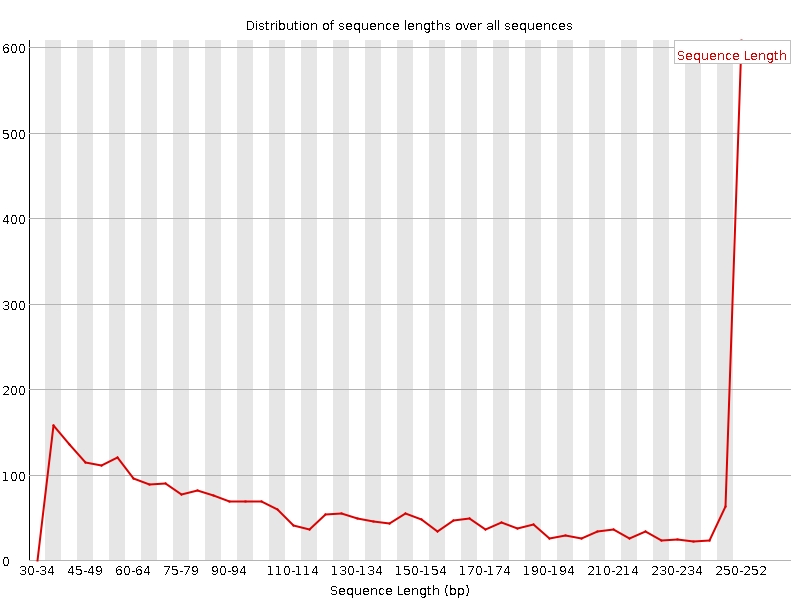 Distribution of sequence lengths over all sequences
Sequence Length
600
500
400
300
200
100
0
30-34 45-49 60-64 75-79 90-94 110-114 130-134 150-154 170-174 190-194 210-214 230-234 250-252
Sequence Length (bp)